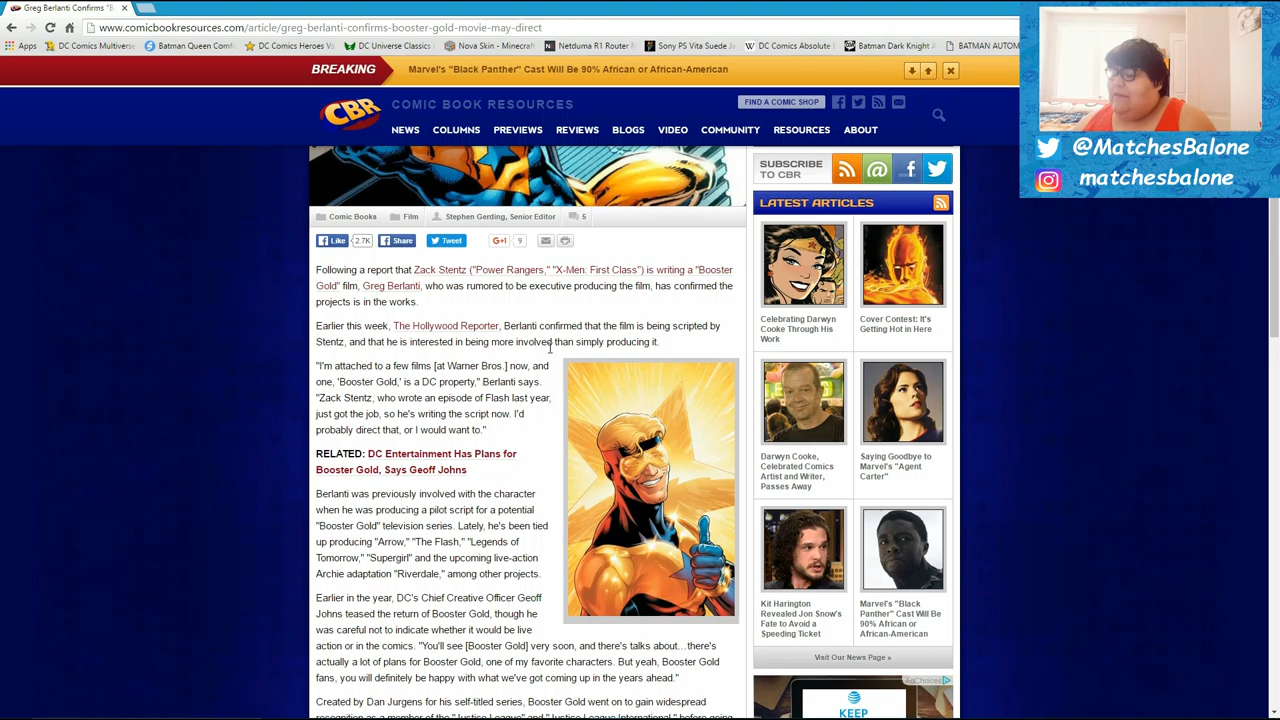 Greg Berlanti Confirms "B
www.comicbookresources.com/article/greg-berlanti-confirms-booster-gold-movie-may-direct
Apps DC Comics Multiverse Batman Queen Comf DC Comics Heroes Vs DC Universe Classics Nova Skin - Minecraft Netduma R1 Router Sony PS Vita Suede Je DC Comics Absolute Batman Dark Knight BATMAN AUTOM
BREAKING Marvel's "Black Panther" Cast Will Be 90% African or African-American
CBR COMIC BOOK RESOURCES FIND A COMIC SHOP
NEWS COLUMNS PREVIEWS REVIEWS BLOGS VIDEO COMMUNITY RESOURCES ABOUT
@MatchesBalone
matchesbalone
Comic Books Film Stephen Gerding, Senior Editor 5
Like 2.7K Share Tweet G+1 9
Following a report that Zack Stentz ("Power Rangers," "X-Men: First Class") is writing a "Booster
Gold" film, Greg Berlanti, who was rumored to be executive producing the film, has confirmed the
projects is in the works.
Earlier this week, The Hollywood Reporter, Berlanti confirmed that the film is being scripted by
Stentz, and that he is interested in being more involved than simply producing it.
"I'm attached to a few films [at Warner Bros.] now, and
one, 'Booster Gold,' is a DC property," Berlanti says.
"Zack Stentz, who wrote an episode of Flash last year,
just got the job, so he's writing the script now. I'd
probably direct that, or I would want to."
RELATED: DC Entertainment Has Plans for
Booster Gold, Says Geoff Johns
Berlanti was previously involved with the character
when he was producing a pilot script for a potential
"Booster Gold" television series. Lately, he's been tied
up producing "Arrow," "The Flash," "Legends of
Tomorrow," "Supergirl" and the upcoming live-action
Archie adaptation "Riverdale," among other projects.
Earlier in the year, DC's Chief Creative Officer Geoff
Johns teased the return of Booster Gold, though he
was careful not to indicate whether it would be live
action or in the comics. "You'll see [Booster Gold] very soon, and there's talks about...there's
actually a lot of plans for Booster Gold, one of my favorite characters. But yeah, Booster Gold
fans, you will definitely be happy with what we've got coming up in the years ahead."
Created by Dan Jurgens for his self-titled series, Booster Gold went on to gain widespread
recognition as a member of the "Justice League" and "Justice League International," before going
SUBSCRIBE
TO CBR
LATEST ARTICLES
Celebrating Darwyn
Cooke Through His
Work
Cover Contest: It's
Getting Hot in Here
Darwyn Cooke,
Celebrated Comics
Artist and Writer,
Passes Away
Saying Goodbye to
Marvel's "Agent
Carter"
Kit Harington
Revealed Jon Snow's
Fate to Avoid a
Speeding Ticket
Marvel's "Black
Panther" Cast Will Be
90% African or
African-American
Visit Our News Page »
AdChoices
AT&T
KEEP